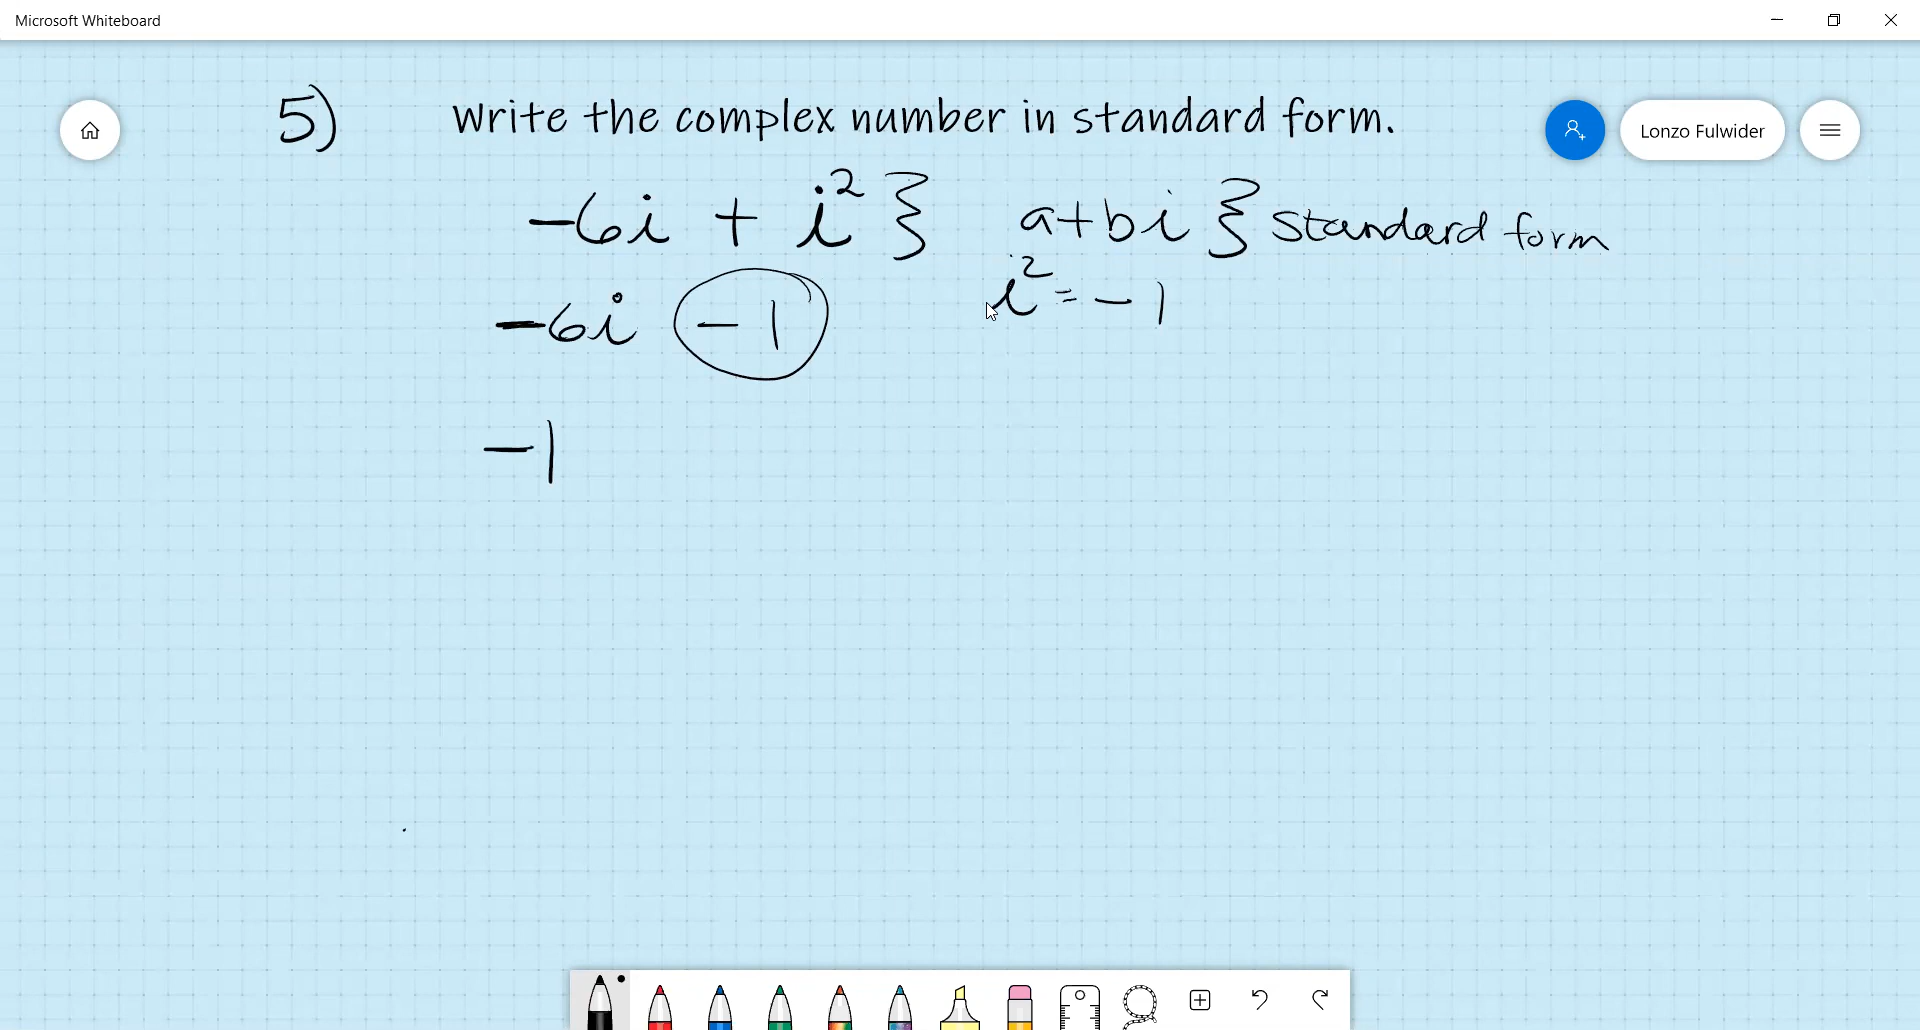 Microsoft Whiteboard
5) Write the complex number in standard form.
Lonzo Fulwider
-6i + i² } a+bi } standard form
-6i -1 i² = -1
-1